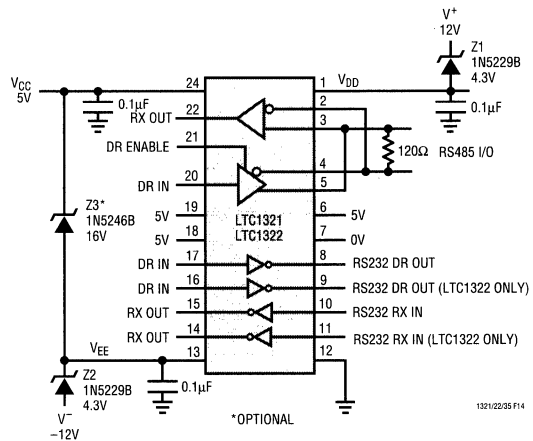 V+
12V
Z1
1N5229B
4.3V
VCC
5V
24
1
VDD
0.1µF
0.1µF
RX OUT
22
2
3
DR ENABLE
21
120Ω
RS485 I/O
4
DR IN
20
5
Z3*
1N5246B
16V
5V
19
LTC1321
LTC1322
6
5V
5V
18
7
0V
DR IN
17
8
RS232 DR OUT
DR IN
16
9
RS232 DR OUT (LTC1322 ONLY)
RX OUT
15
10
RS232 RX IN
RX OUT
14
11
RS232 RX IN (LTC1322 ONLY)
VEE
13
12
Z2
1N5229B
4.3V
0.1µF
V−
−12V
*OPTIONAL
1321/22/35 F14